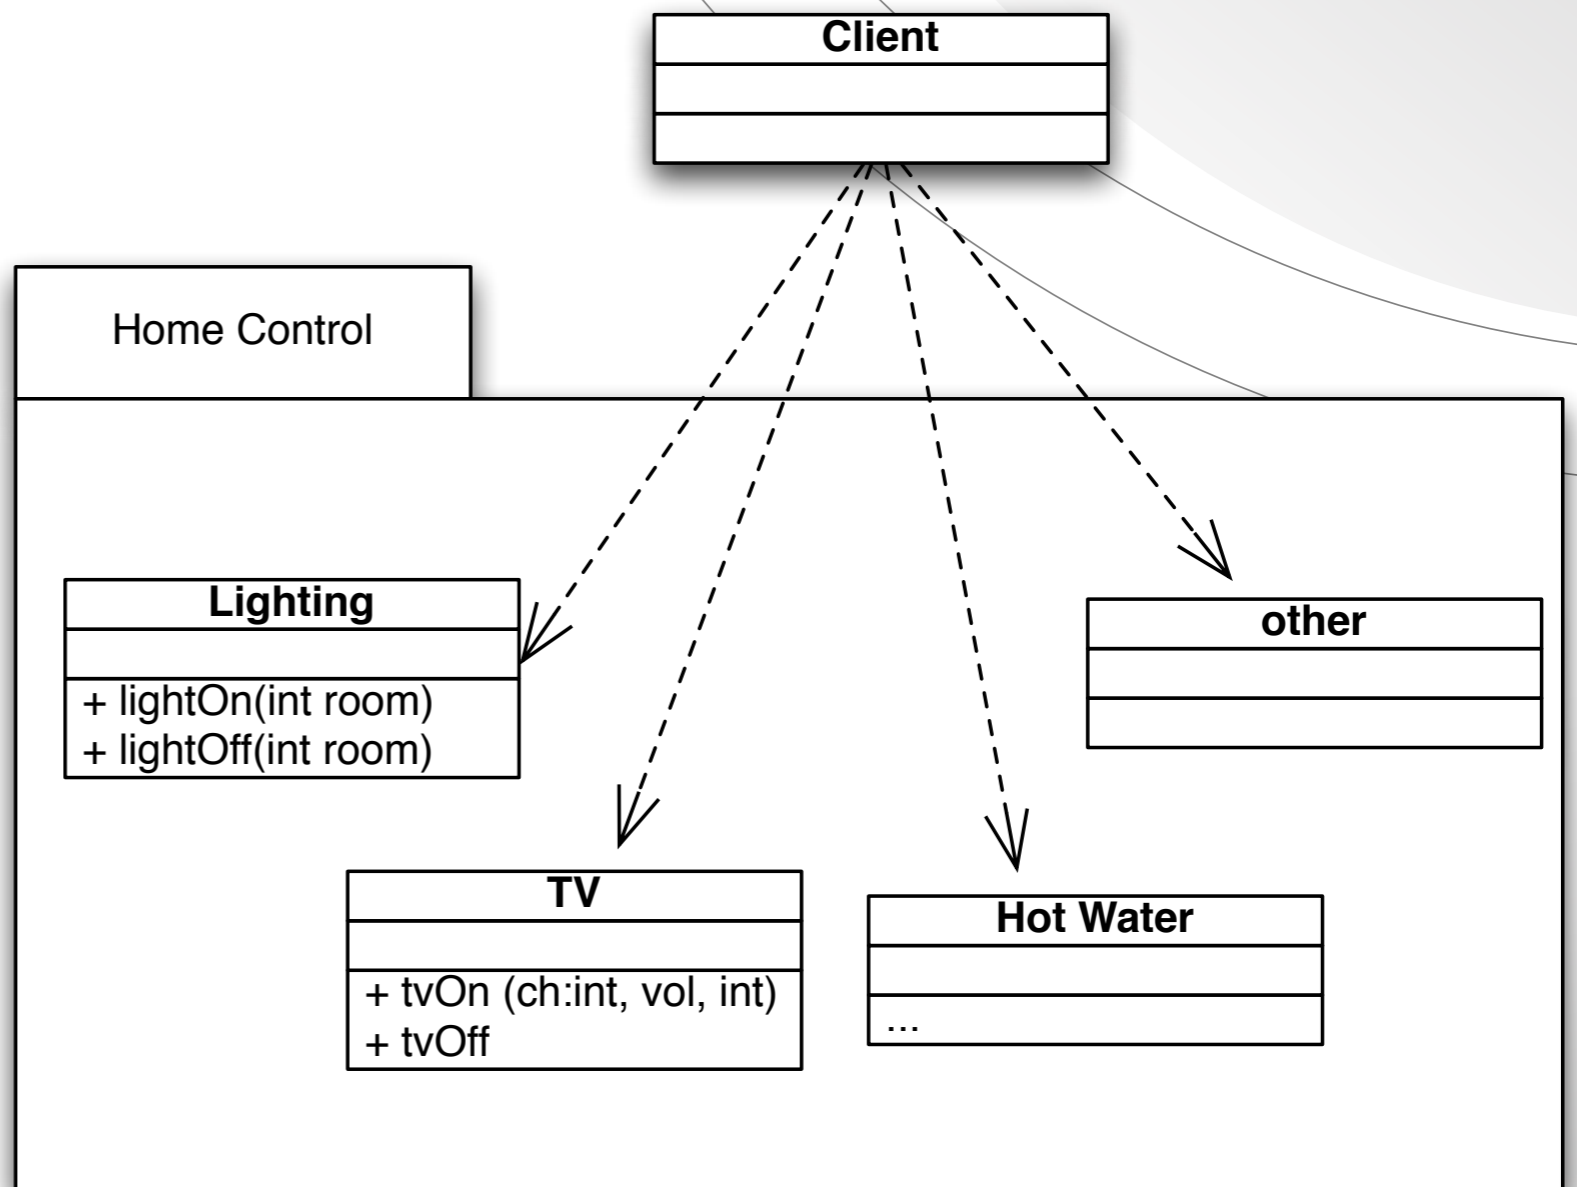 Client
Home Control
Lighting
+ lightOn(int room)
+ lightOff(int room)
other
TV
+ tvOn (ch:int, vol, int)
+ tvOff
Hot Water
...